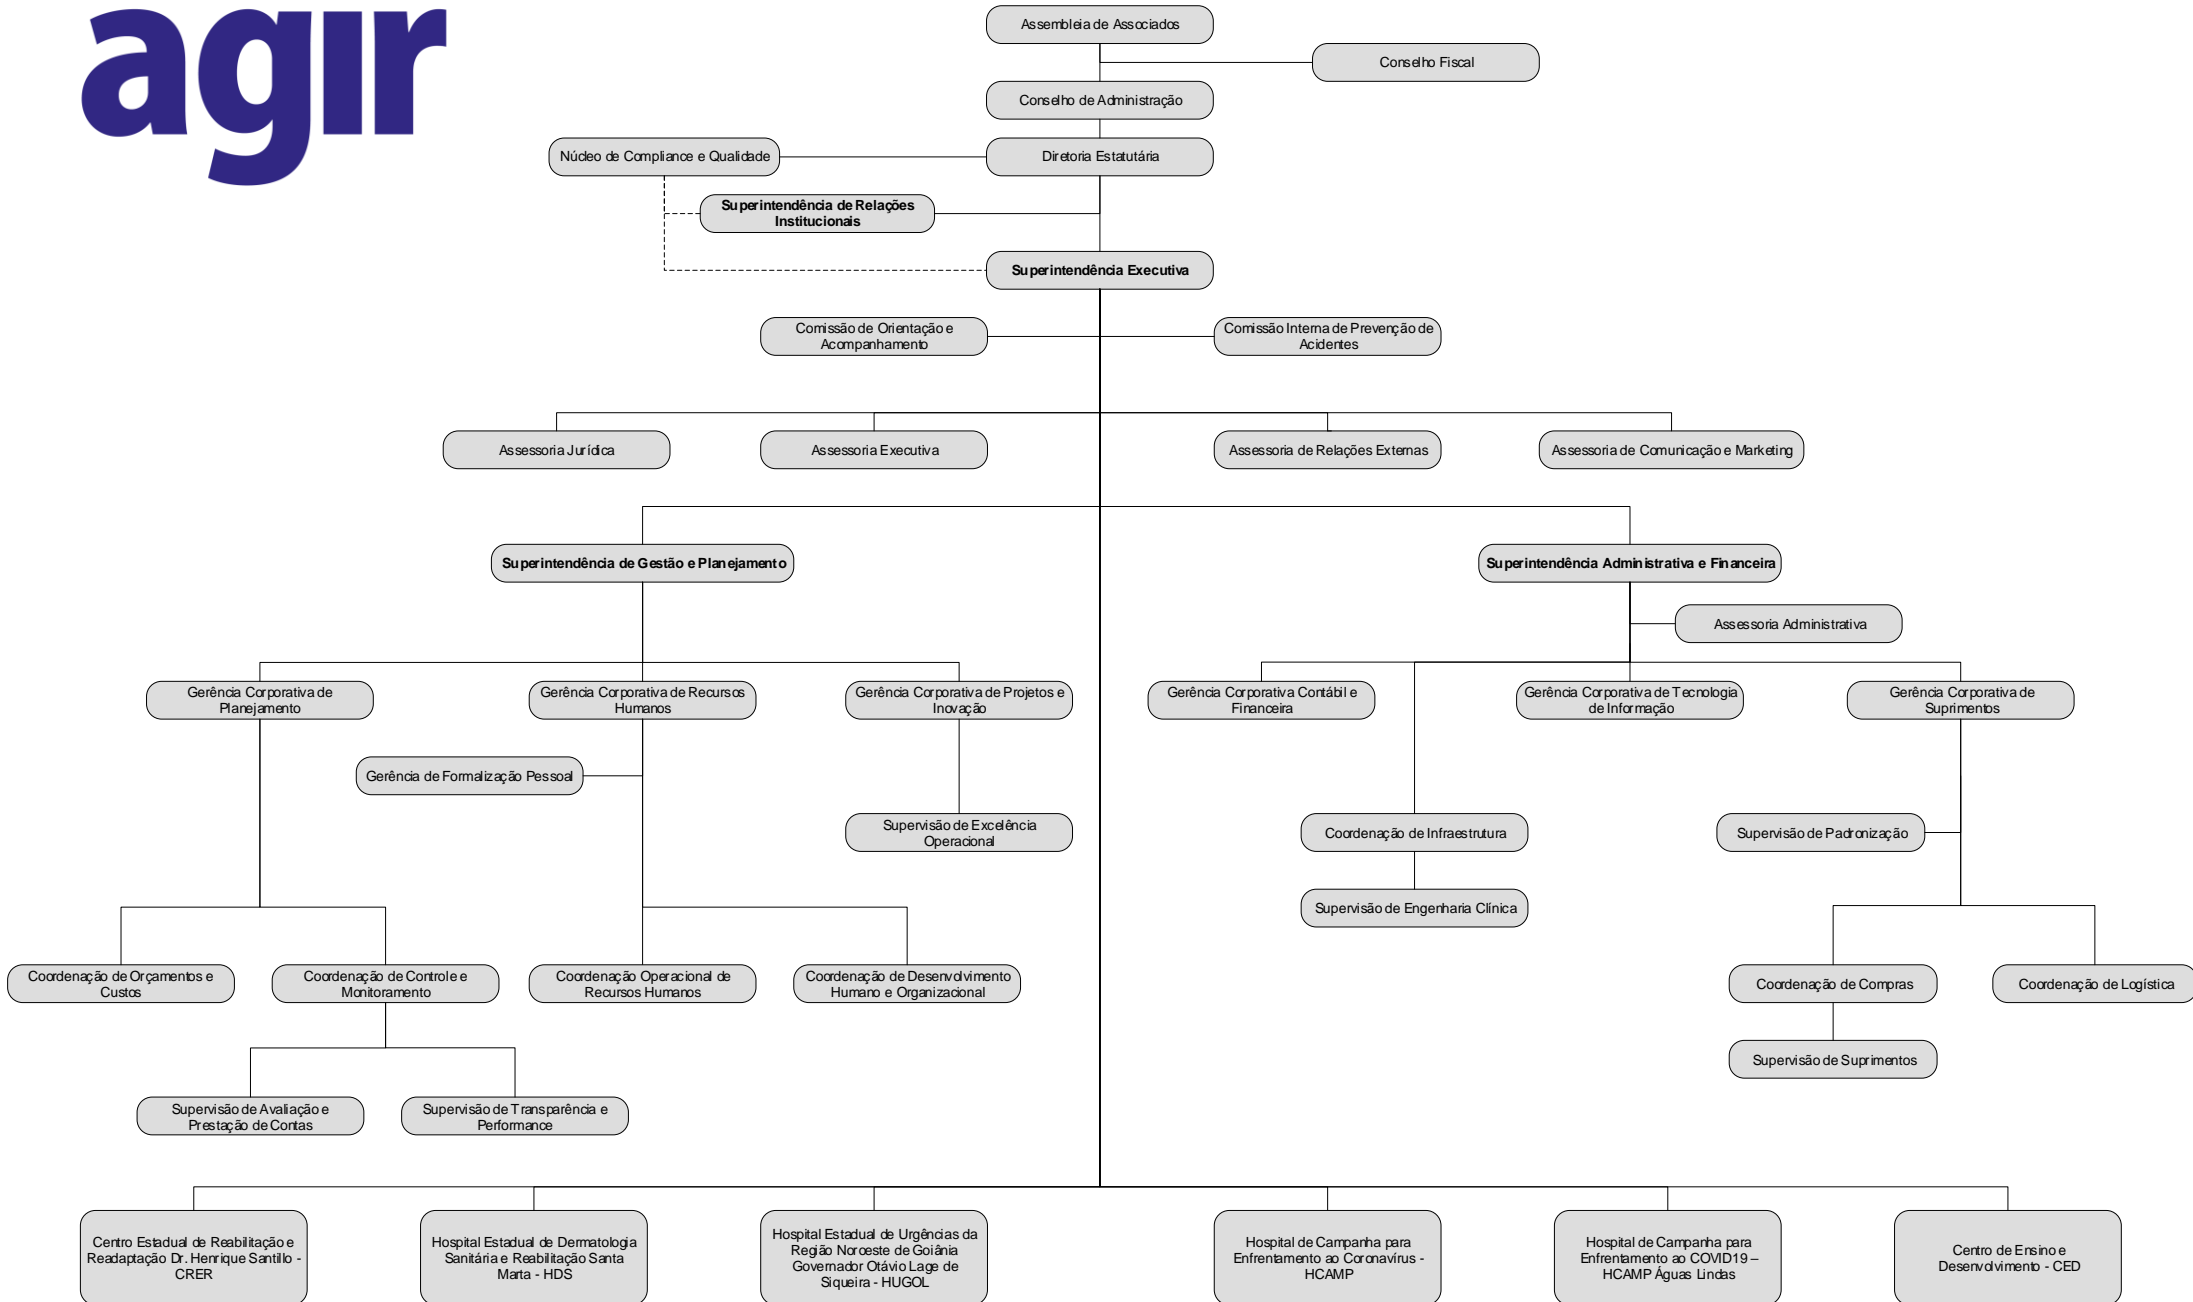 agir
Assembleia de Associados
Conselho Fiscal
Conselho de Administração
Núcleo de Compliance e Qualidade
Diretoria Estatutária
Superintendência de Relações
Institucionais
Superintendência Executiva
Comissão de Orientação e
Acompanhamento
Comissão Interna de Prevenção de
Acidentes
Assessoria Jurídica
Assessoria Executiva
Assessoria de Relações Externas
Assessoria de Comunicação e Marketing
Superintendência de Gestão e Planejamento
Superintendência Administrativa e Financeira
Assessoria Administrativa
Gerência Corporativa de
Planejamento
Gerência Corporativa de Recursos
Humanos
Gerência Corporativa de Projetos e
Inovação
Gerência Corporativa Contábil e
Financeira
Gerência Corporativa de Tecnologia
de Informação
Gerência Corporativa de
Suprimentos
Gerência de Formalização Pessoal
Supervisão de Excelência
Operacional
Coordenação de Infraestrutura
Supervisão de Padronização
Supervisão de Engenharia Clínica
Coordenação de Orçamentos e
Custos
Coordenação de Controle e
Monitoramento
Coordenação Operacional de
Recursos Humanos
Coordenação de Desenvolvimento
Humano e Organizacional
Coordenação de Compras
Coordenação de Logística
Supervisão de Suprimentos
Supervisão de Avaliação e
Prestação de Contas
Supervisão de Transparência e
Performance
Centro Estadual de Reabilitação e
Readaptação Dr. Henrique Santillo -
CRER
Hospital Estadual de Dermatologia
Sanitária e Reabilitação Santa
Marta - HDS
Hospital Estadual de Urgências da
Região Noroeste de Goiânia
Governador Otávio Lage de
Siqueira - HUGOL
Hospital de Campanha para
Enfrentamento ao Coronavírus -
HCAMP
Hospital de Campanha para
Enfrentamento ao COVID19 –
HCAMP Águas Lindas
Centro de Ensino e
Desenvolvimento - CED